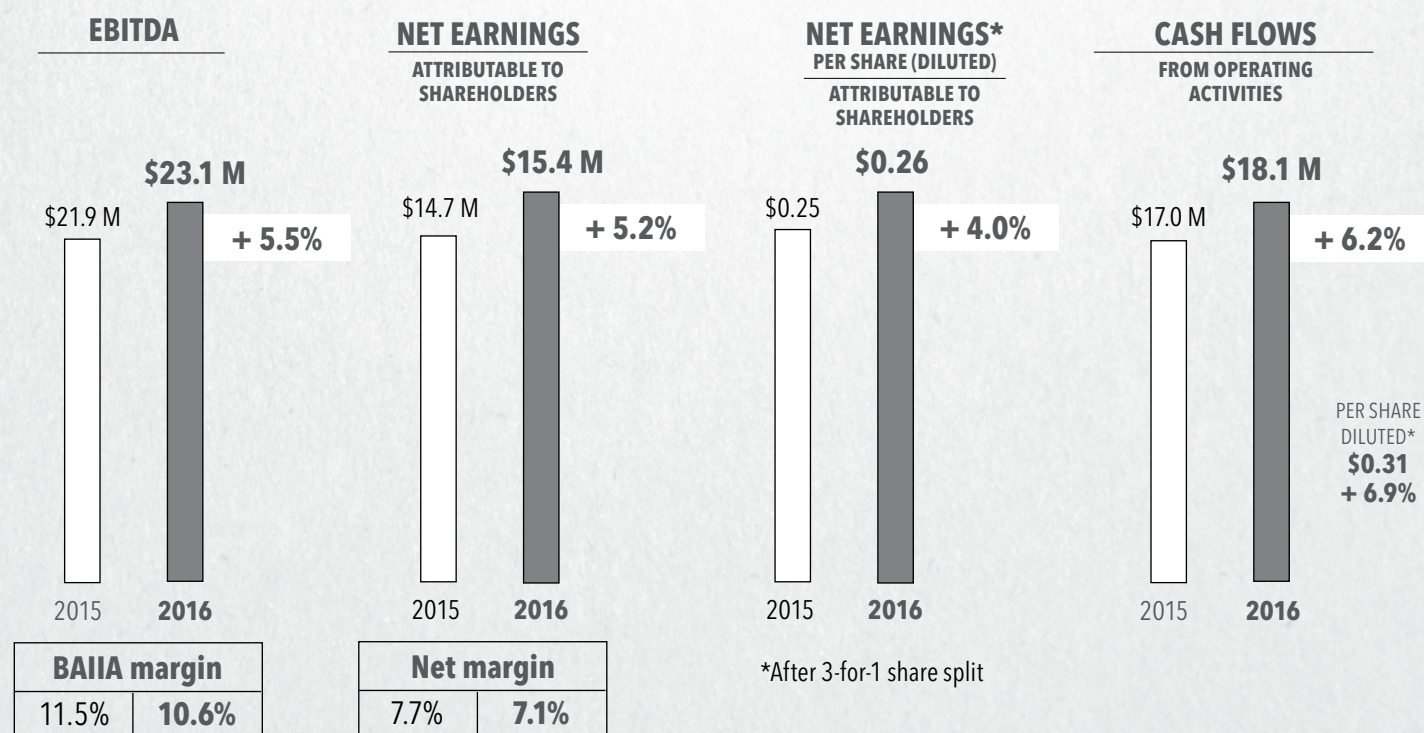 EBITDA
$23.1 M
$21.9 M
+ 5.5%
2015 2016
BAIIA margin
11.5% 10.6%
NET EARNINGS
ATTRIBUTABLE TO
SHAREHOLDERS
$15.4 M
$14.7 M
+ 5.2%
2015 2016
Net margin
7.7% 7.1%
NET EARNINGS*
PER SHARE (DILUTED)
ATTRIBUTABLE TO
SHAREHOLDERS
$0.26
$0.25
+ 4.0%
2015 2016
*After 3-for-1 share split
CASH FLOWS
FROM OPERATING
ACTIVITIES
$18.1 M
$17.0 M
+ 6.2%
PER SHARE
DILUTED*
$0.31
+ 6.9%
2015 2016